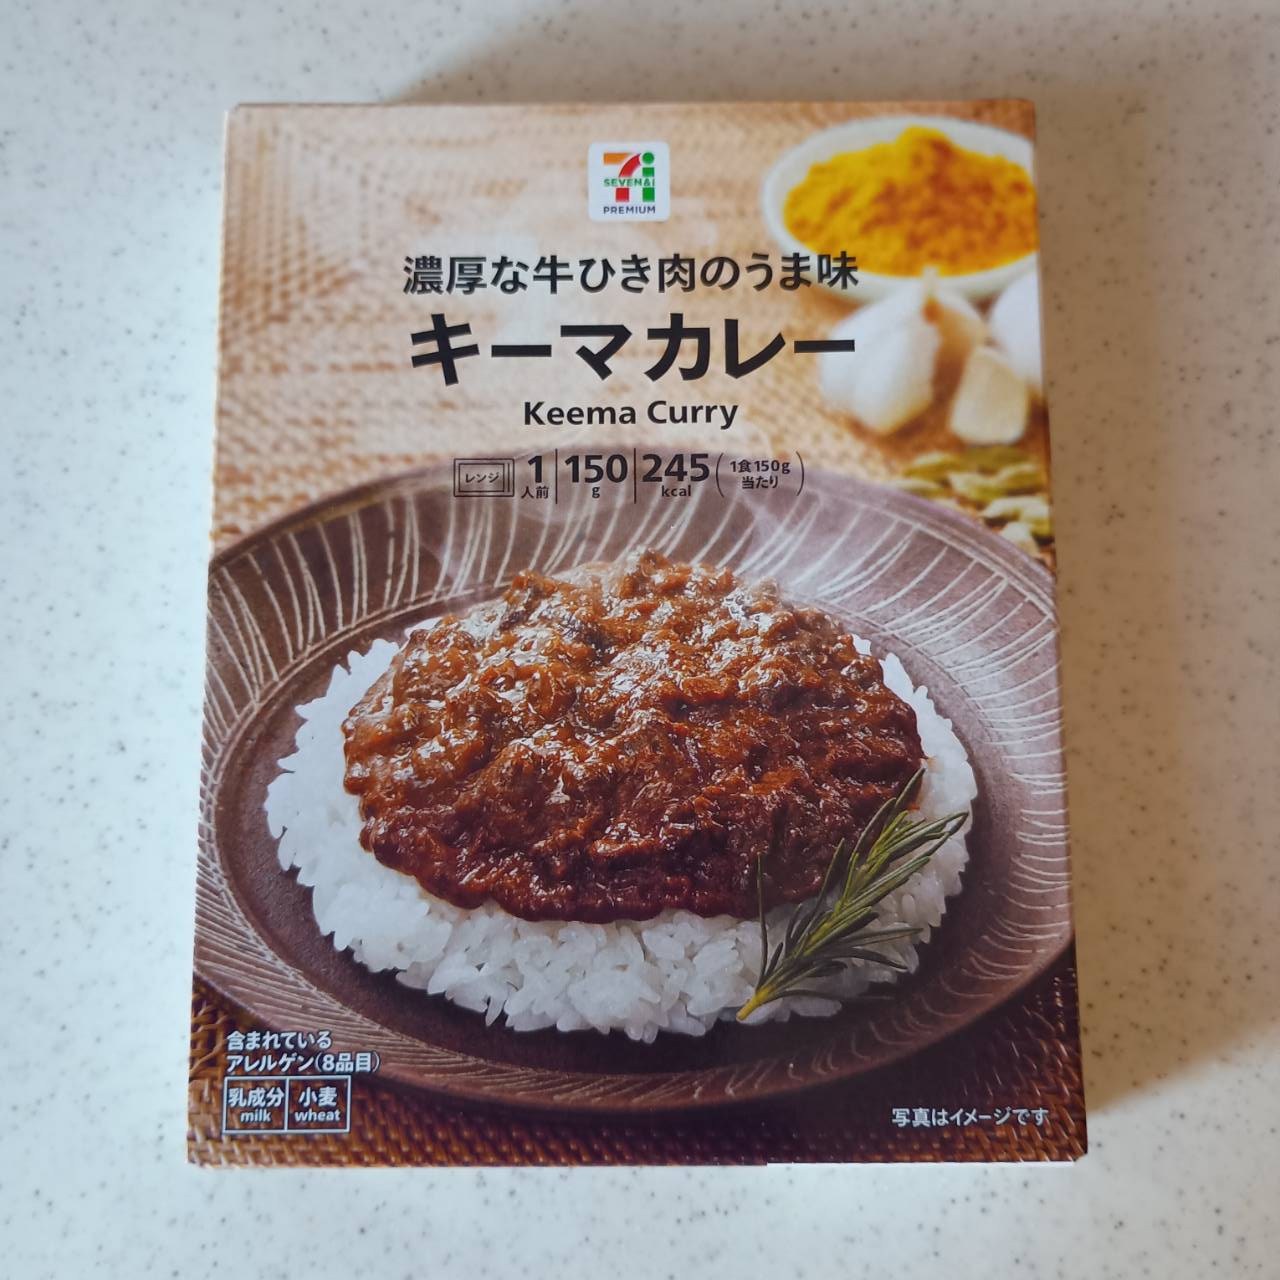 SEVEN&i
PREMIUM
濃厚な牛ひき肉のうま味
キーマカレー
Keema Curry
レンジ 1人前 150g 245kcal (1食150g当たり)
含まれている
アレルゲン(8品目)
乳成分 小麦
milk wheat
写真はイメージです